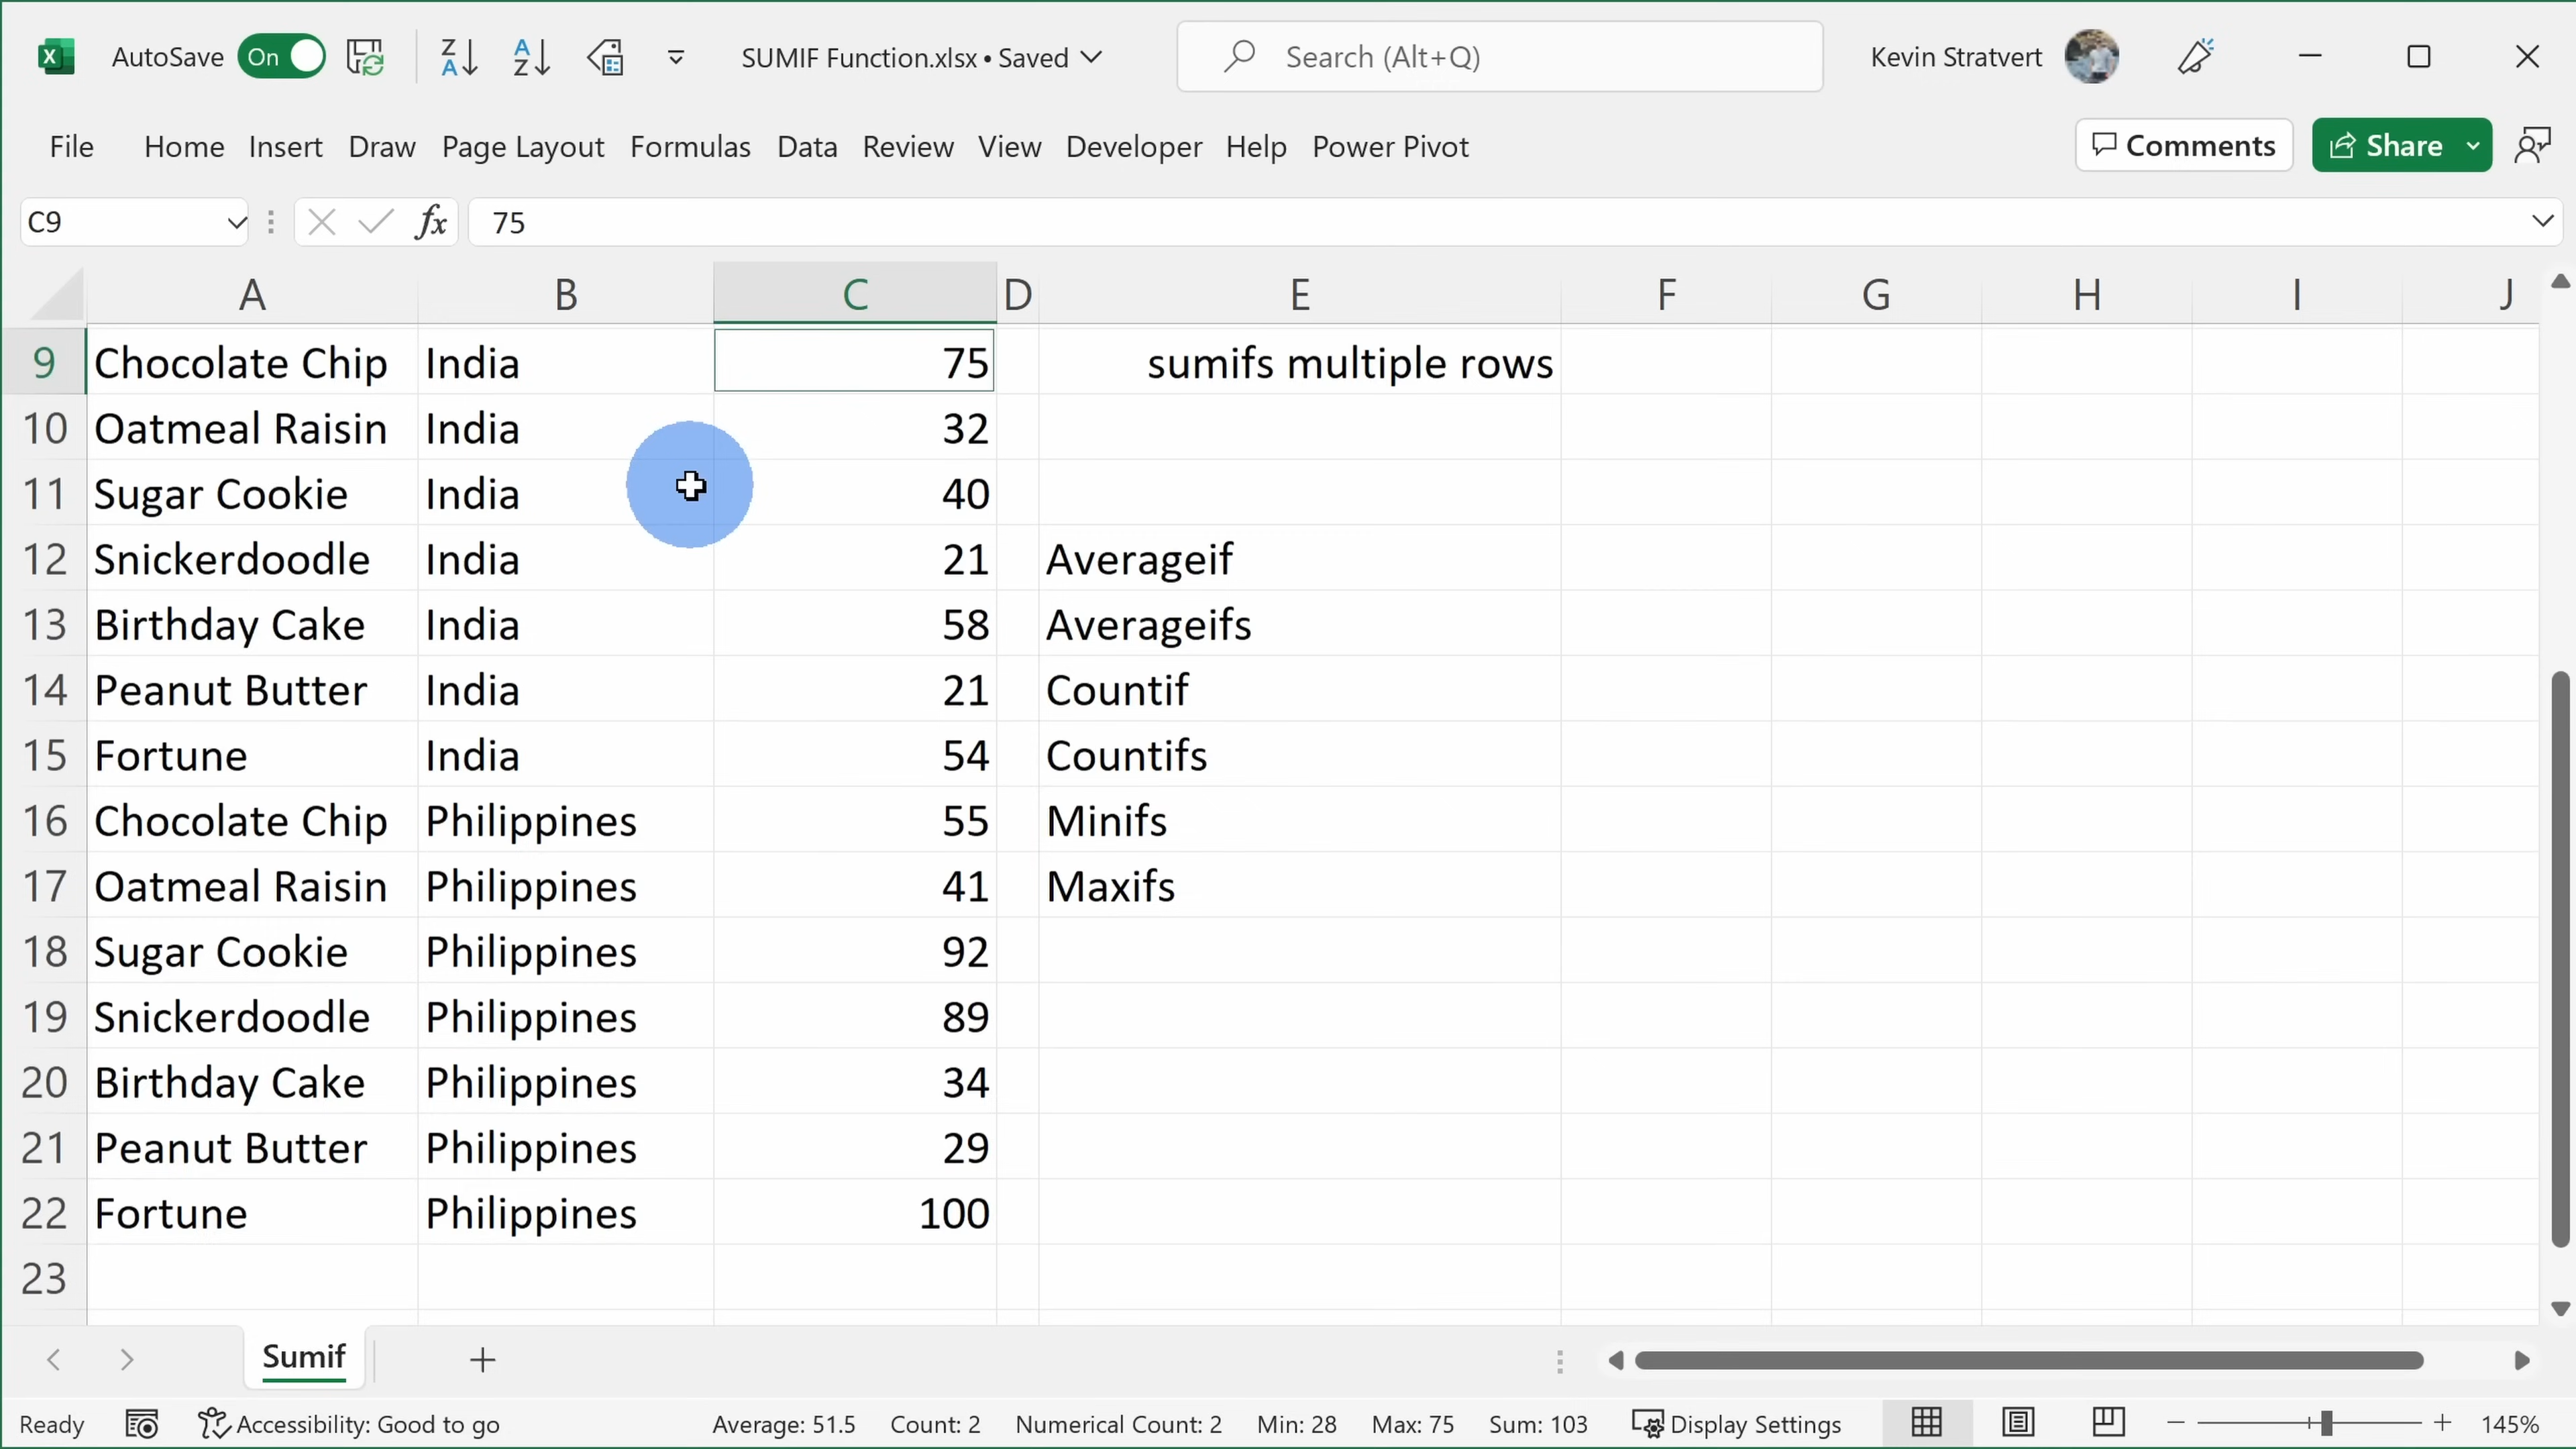 AutoSave On SUMIF Function.xlsx • Saved Search (Alt+Q) Kevin Stratvert
File Home Insert Draw Page Layout Formulas Data Review View Developer Help Power Pivot Comments Share
C9 fx 75
A B C D E F G H I J
9 Chocolate Chip India 75 sumifs multiple rows
10 Oatmeal Raisin India 32
11 Sugar Cookie India 40
12 Snickerdoodle India 21 Averageif
13 Birthday Cake India 58 Averageifs
14 Peanut Butter India 21 Countif
15 Fortune India 54 Countifs
16 Chocolate Chip Philippines 55 Minifs
17 Oatmeal Raisin Philippines 41 Maxifs
18 Sugar Cookie Philippines 92
19 Snickerdoodle Philippines 89
20 Birthday Cake Philippines 34
21 Peanut Butter Philippines 29
22 Fortune Philippines 100
23
Sumif
Ready Accessibility: Good to go Average: 51.5 Count: 2 Numerical Count: 2 Min: 28 Max: 75 Sum: 103 Display Settings 145%